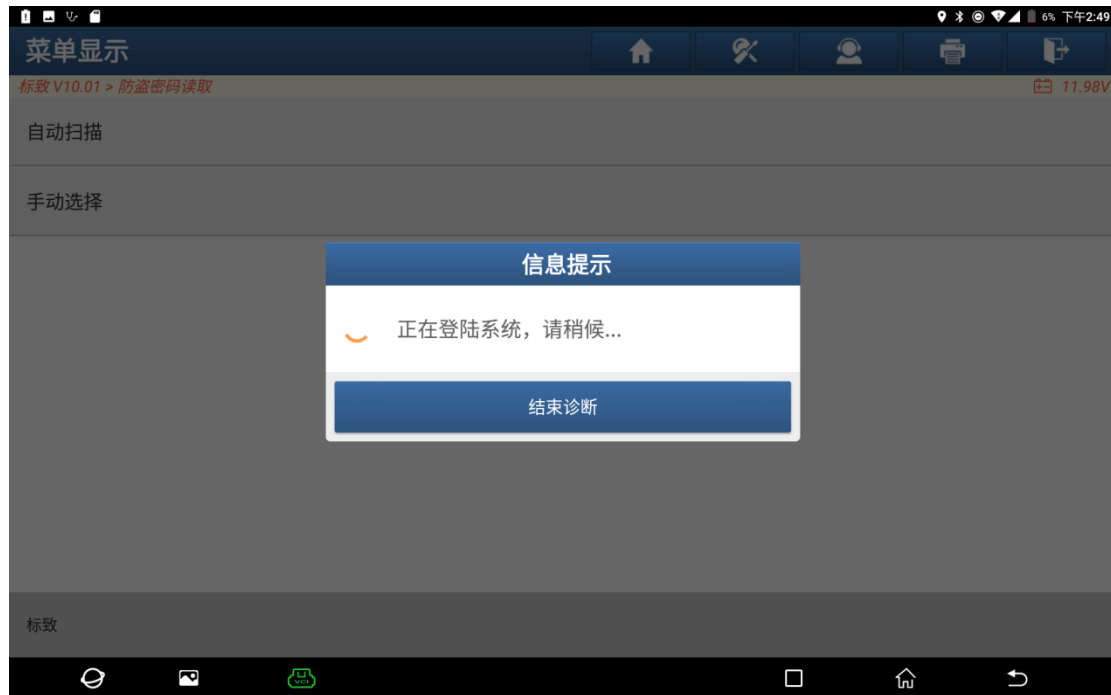 6% 下午2:49
菜单显示
标致 V10.01 > 防盗密码读取
11.98V
自动扫描
手动选择
信息提示
正在登陆系统，请稍候...
结束诊断
标致
VCI